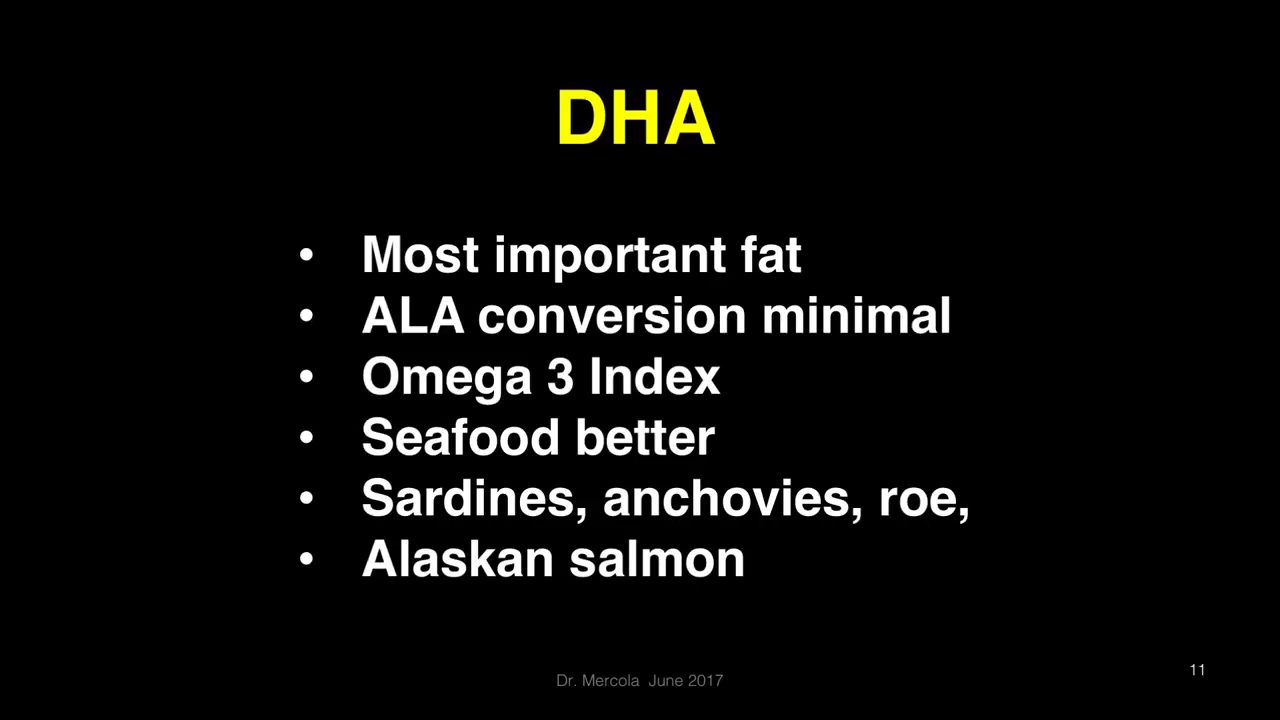 DHA
• Most important fat
• ALA conversion minimal
• Omega 3 Index
• Seafood better
• Sardines, anchovies, roe,
• Alaskan salmon
Dr. Mercola June 2017
11